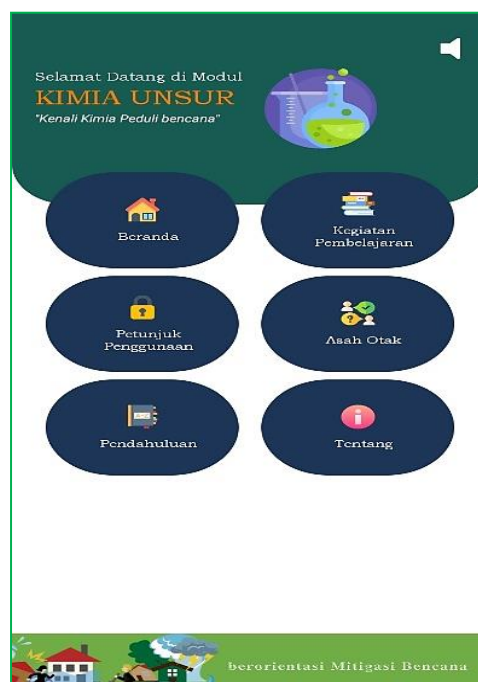 Selamat Datang di Modul
KIMIA UNSUR
"Kenali Kimia Peduli bencana"
Beranda
Kegiatan
Pembelajaran
Petunjuk
Penggunaan
Asah Otak
Pendahuluan
Tentang
berorientasi Mitigasi Bencana